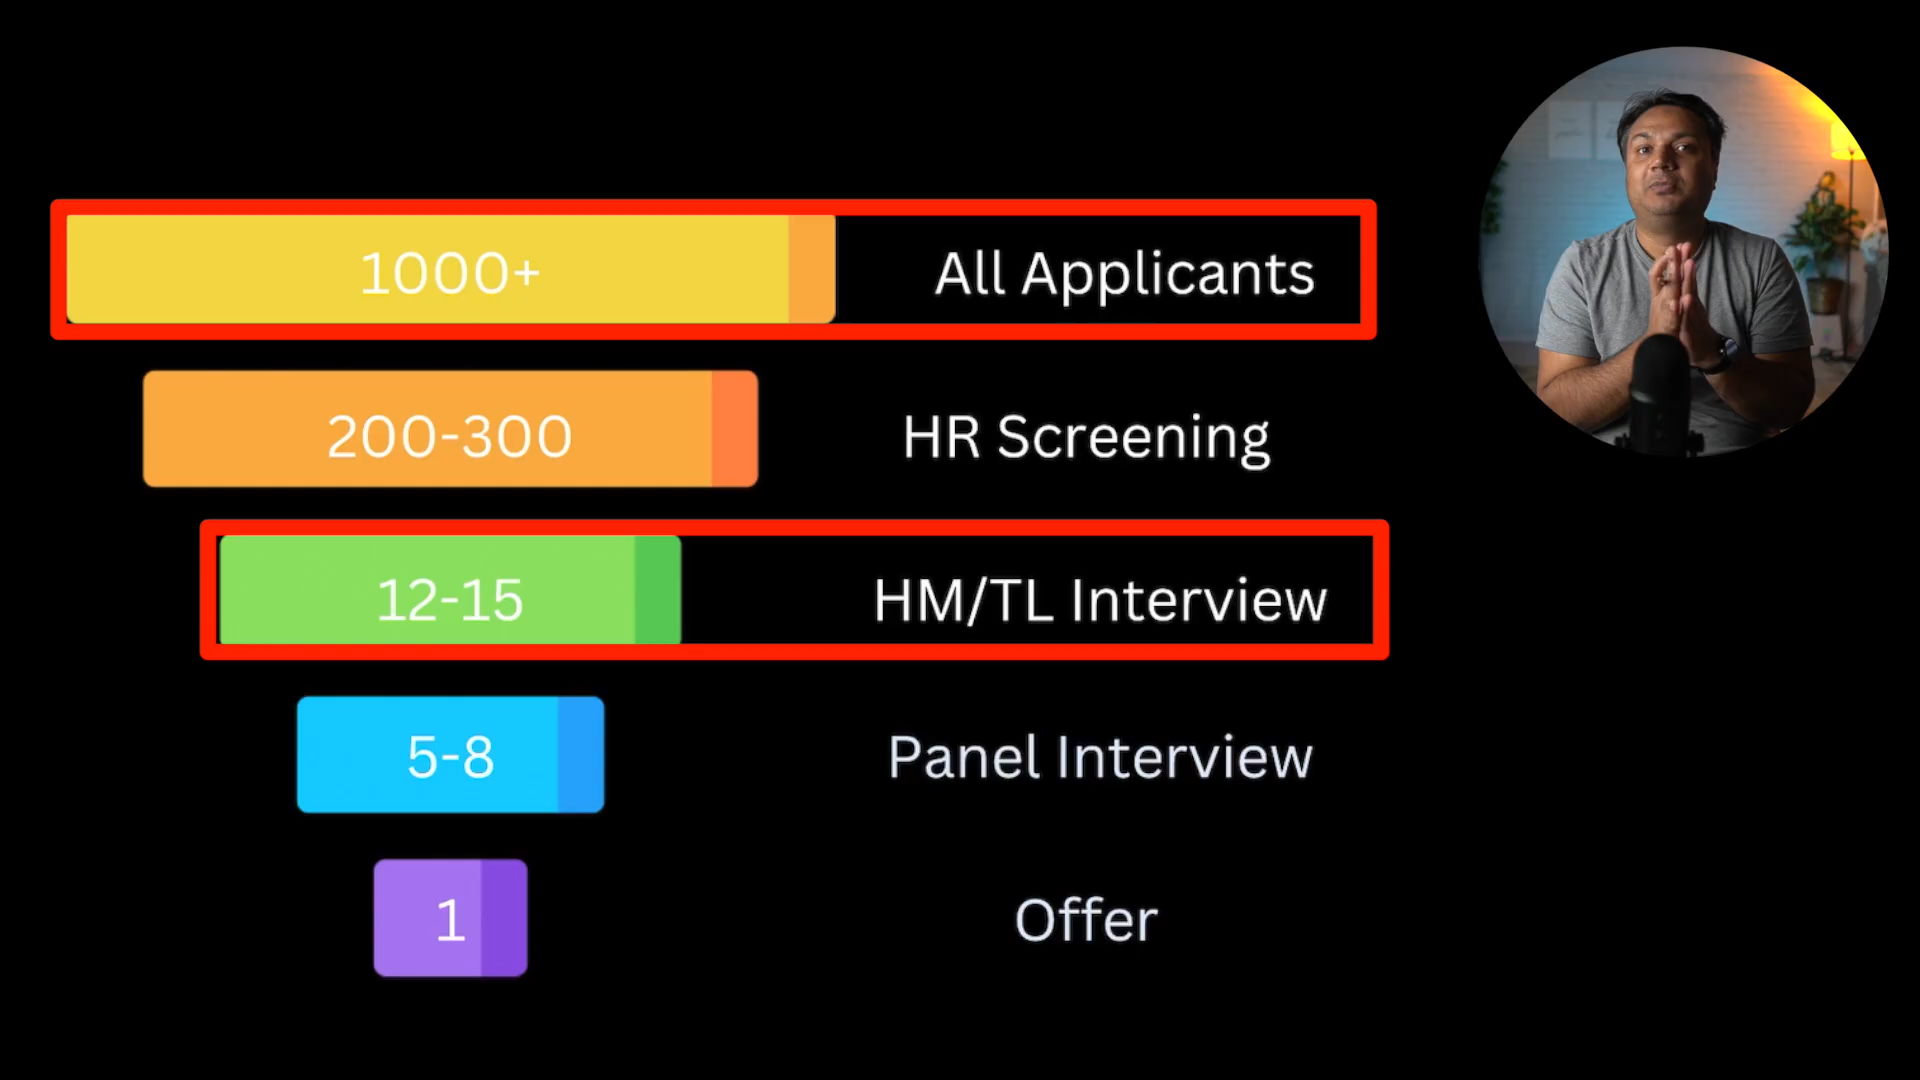 1000+ All Applicants
200-300 HR Screening
12-15 HM/TL Interview
5-8 Panel Interview
1 Offer